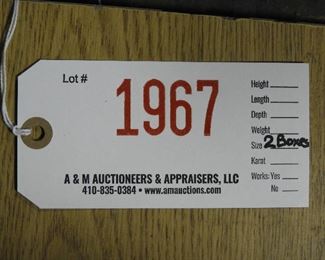 Lot #
1967
Height
Length
Depth
Weight
Size 2 Boxes
Karat
Works: Yes
No
A & M AUCTIONEERS & APPRAISERS, LLC
410-835-0384 • www.amauctions.com